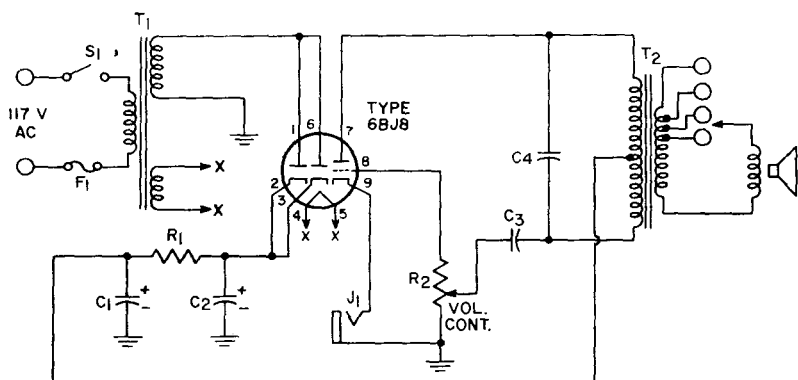 T1
S1
117 V
AC
F1
TYPE
6BJ8
1
6
7
8
9
2
3
4
5
X
X
X
X
R1
C1
+
-
C2
+
-
J1
R2
VOL.
CONT.
C3
C4
T2